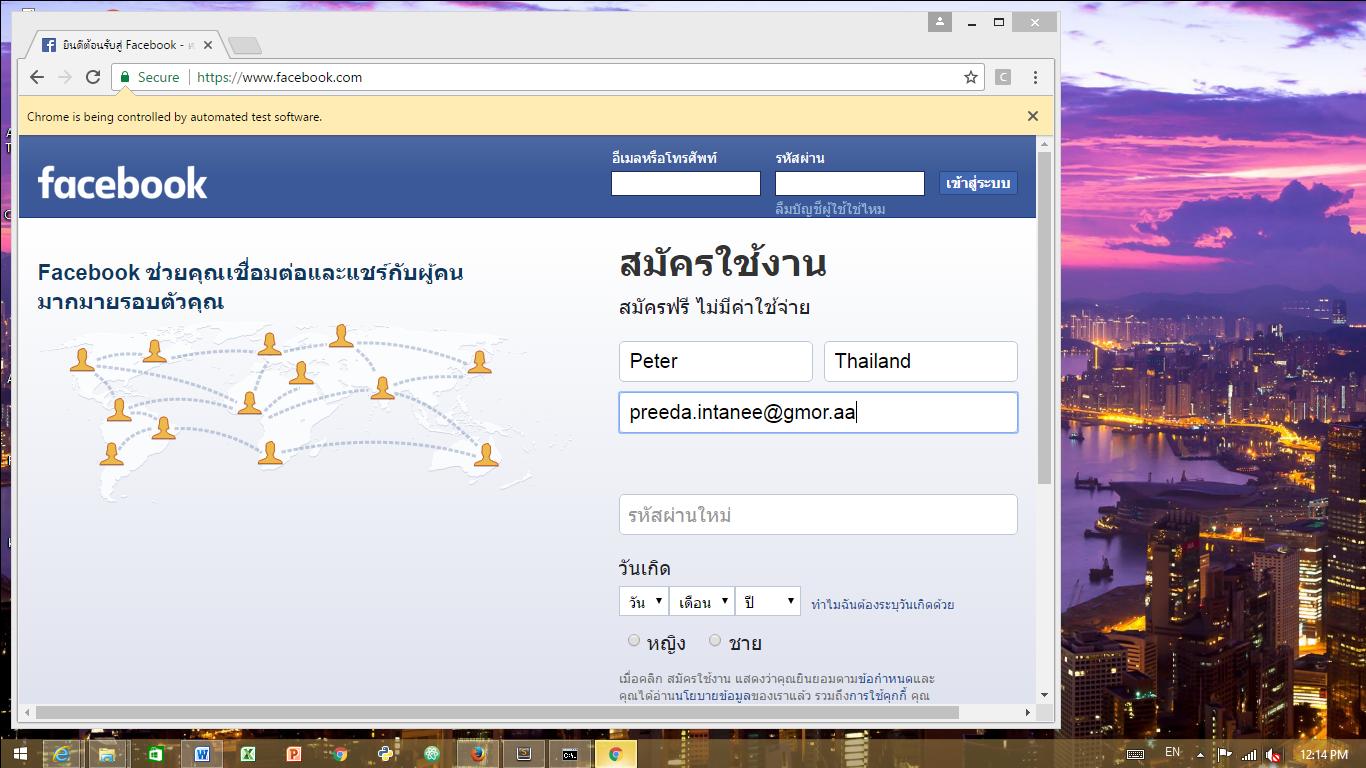 ยินดีต้อนรับสู่ Facebook -
Secure
https://www.facebook.com
C
Chrome is being controlled by automated test software.
facebook
อีเมลหรือโทรศัพท์
รหัสผ่าน
เข้าสู่ระบบ
ลืมบัญชีผู้ใช้ใช่ไหม
Facebook ช่วยคุณเชื่อมต่อและแชร์กับผู้คน
มากมายรอบตัวคุณ
สมัครใช้งาน
สมัครฟรี ไม่มีค่าใช้จ่าย
Peter
Thailand
preeda.intanee@gmor.aa
รหัสผ่านใหม่
วันเกิด
วัน
เดือน
ปี
ทำไมฉันต้องระบุวันเกิดด้วย
หญิง
ชาย
เมื่อคลิก สมัครใช้งาน แสดงว่าคุณยินยอมตามข้อกำหนดและ
คุณได้อ่านนโยบายข้อมูลของเราแล้ว รวมถึงการใช้คุกกี้ คุณ
EN
12:14 PM